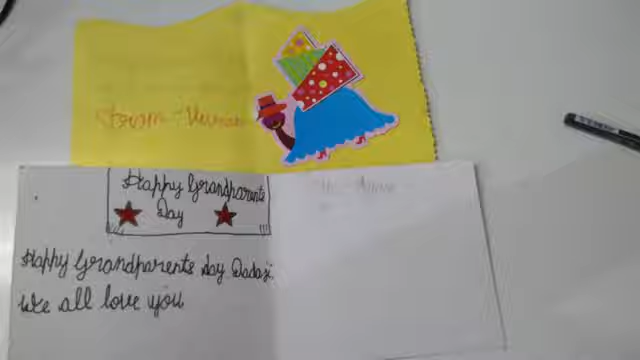 Happy Grandparents
Day
Happy Grandparents day Dadaji.
We all love you